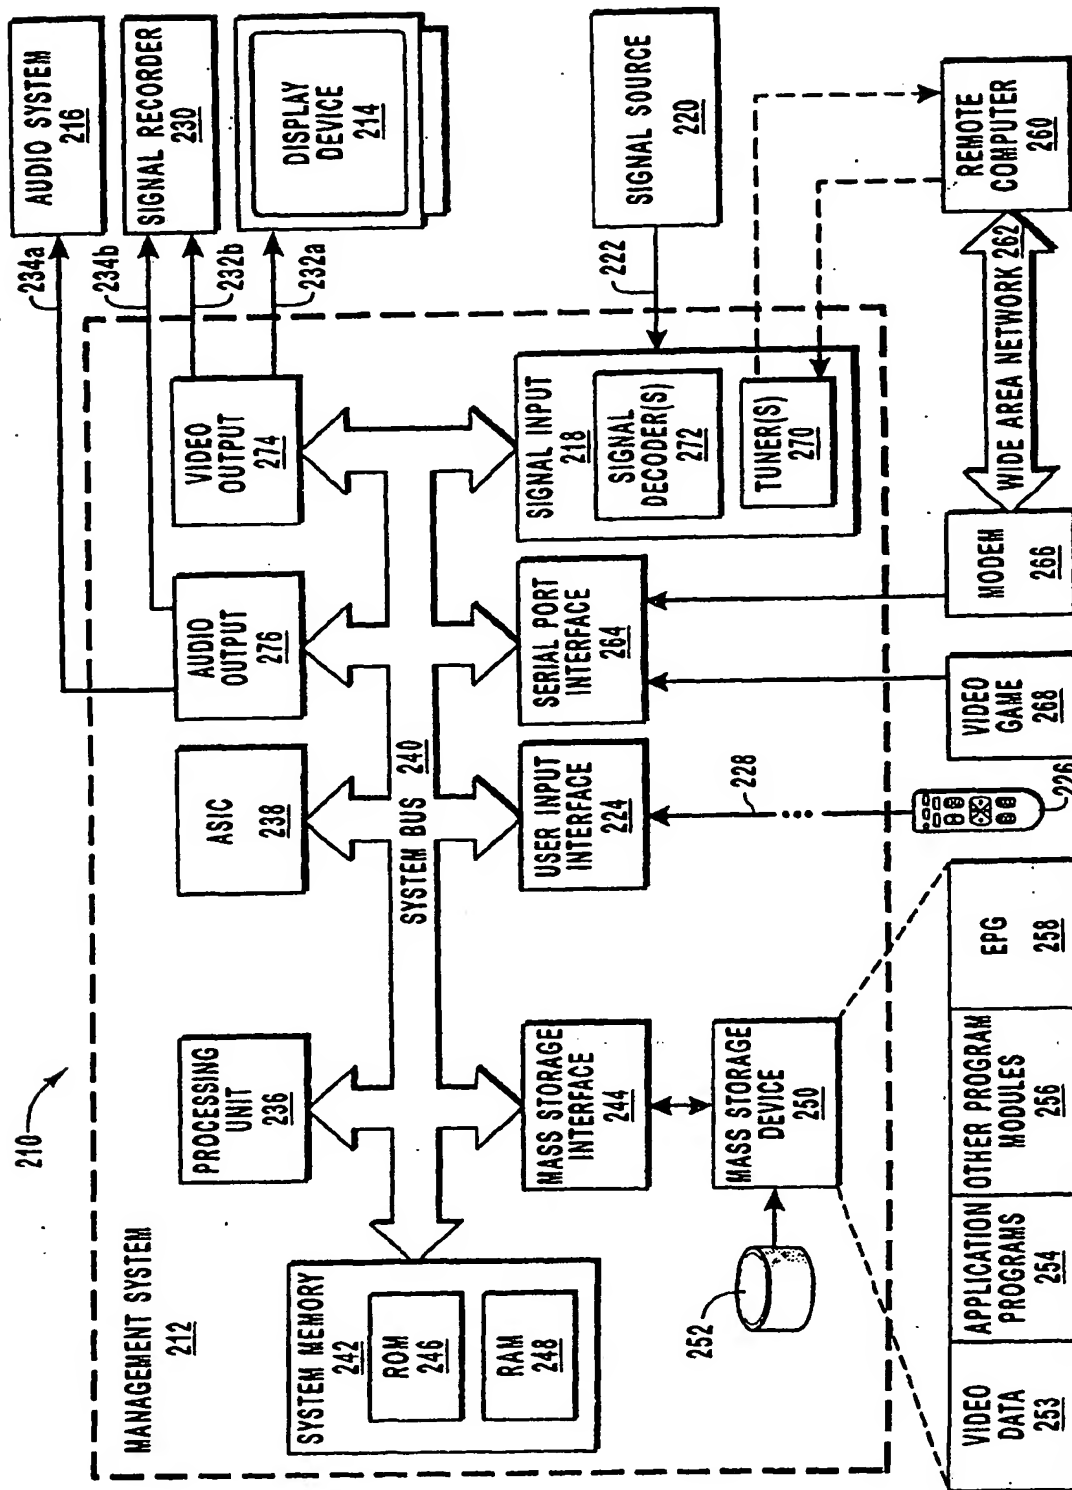 210
MANAGEMENT SYSTEM
212
SYSTEM MEMORY
242
ROM
246
RAM
248
PROCESSING
UNIT
236
ASIC
238
AUDIO
OUTPUT
276
VIDEO
OUTPUT
274
234a
234b
232b
232a
AUDIO SYSTEM
216
SIGNAL RECORDER
230
DISPLAY
DEVICE
214
SYSTEM BUS 240
MASS STORAGE
INTERFACE
244
USER INPUT
INTERFACE
224
SERIAL PORT
INTERFACE
264
SIGNAL INPUT
218
SIGNAL
DECODER(S)
272
TUNER(S)
270
222
SIGNAL SOURCE
220
252
MASS STORAGE
DEVICE
250
228
226
VIDEO
DATA
253
APPLICATION
PROGRAMS
254
OTHER PROGRAM
MODULES
256
EPG
258
VIDEO
GAME
268
MODEM
266
WIDE AREA NETWORK 262
REMOTE
COMPUTER
260